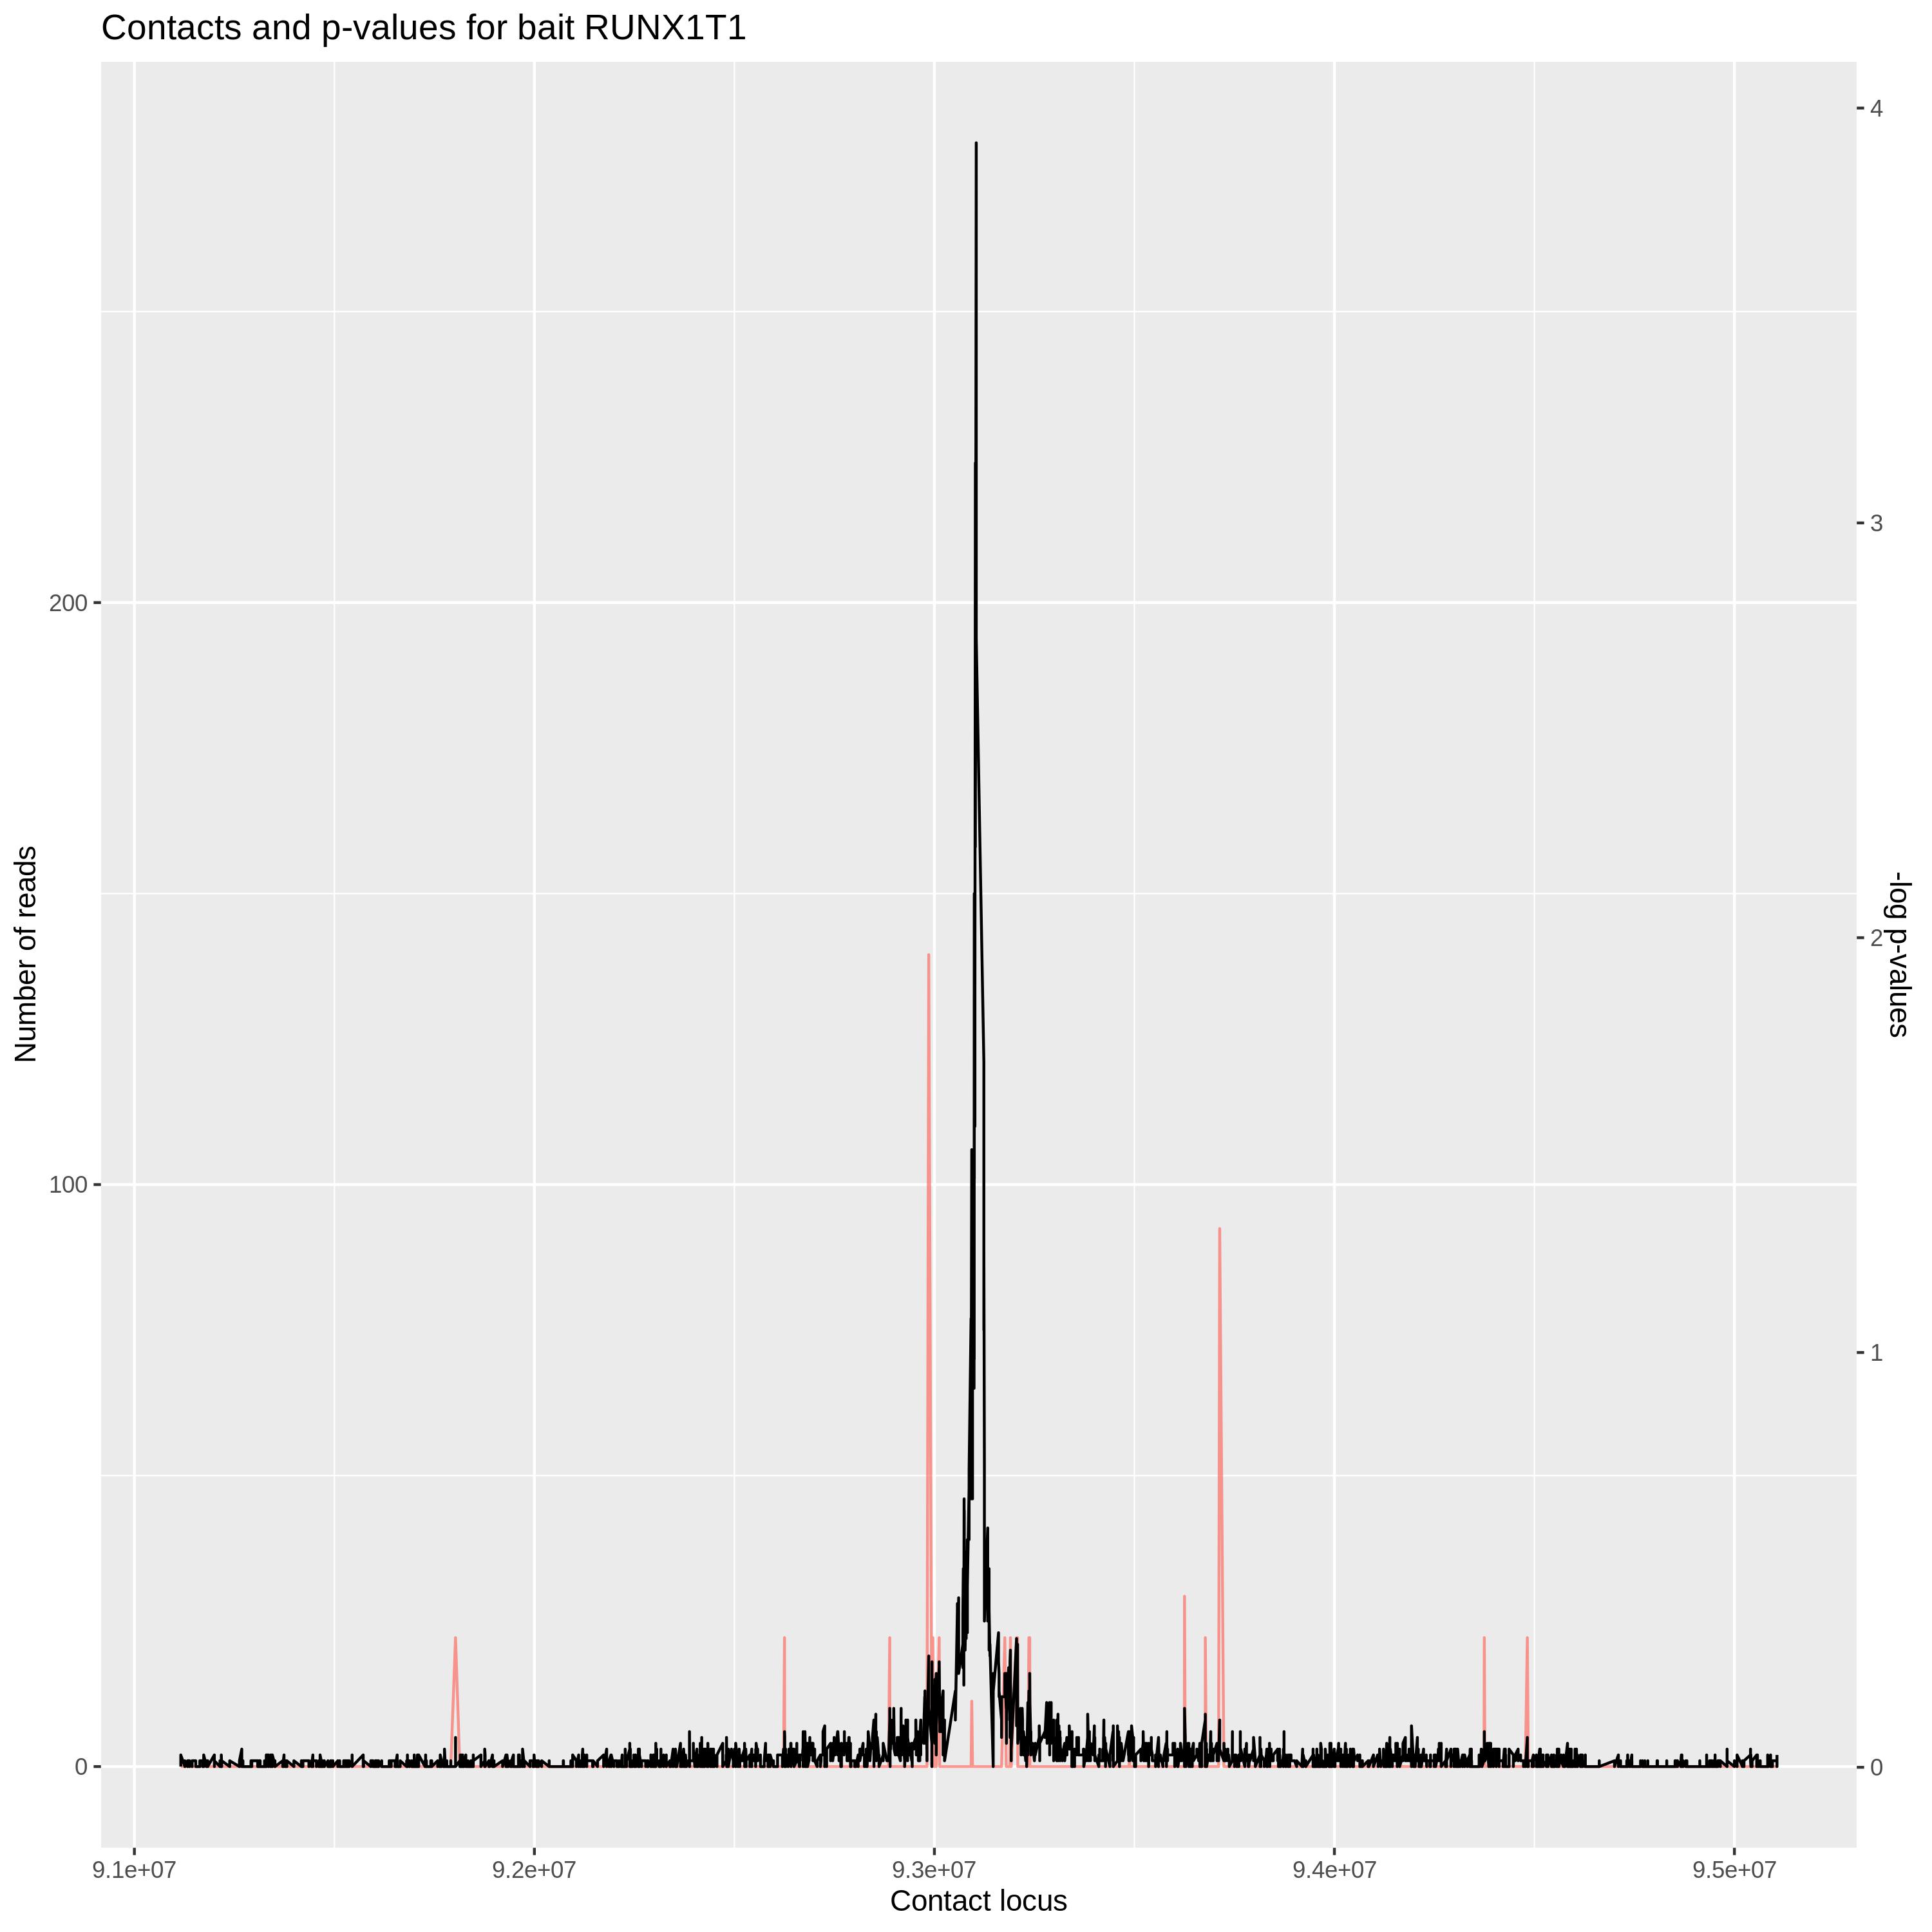 Contacts and p-values for bait RUNX1T1
Number of reads
200
100
0
4
3
2
1
0
-log p-values
9.1e+07
9.2e+07
9.3e+07
9.4e+07
9.5e+07
Contact locus